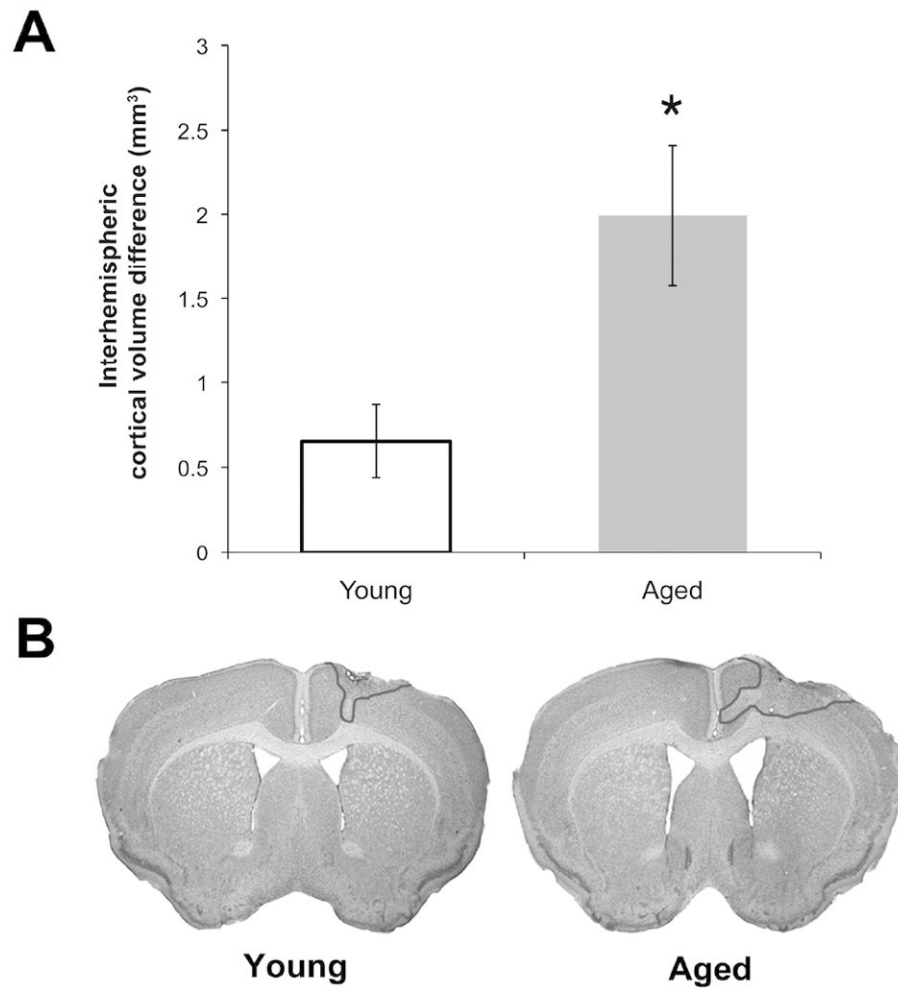 A
Interhemispheric
cortical volume difference (mm³)
3
2.5
2
1.5
1
0.5
0
*
Young
Aged
B
Young
Aged